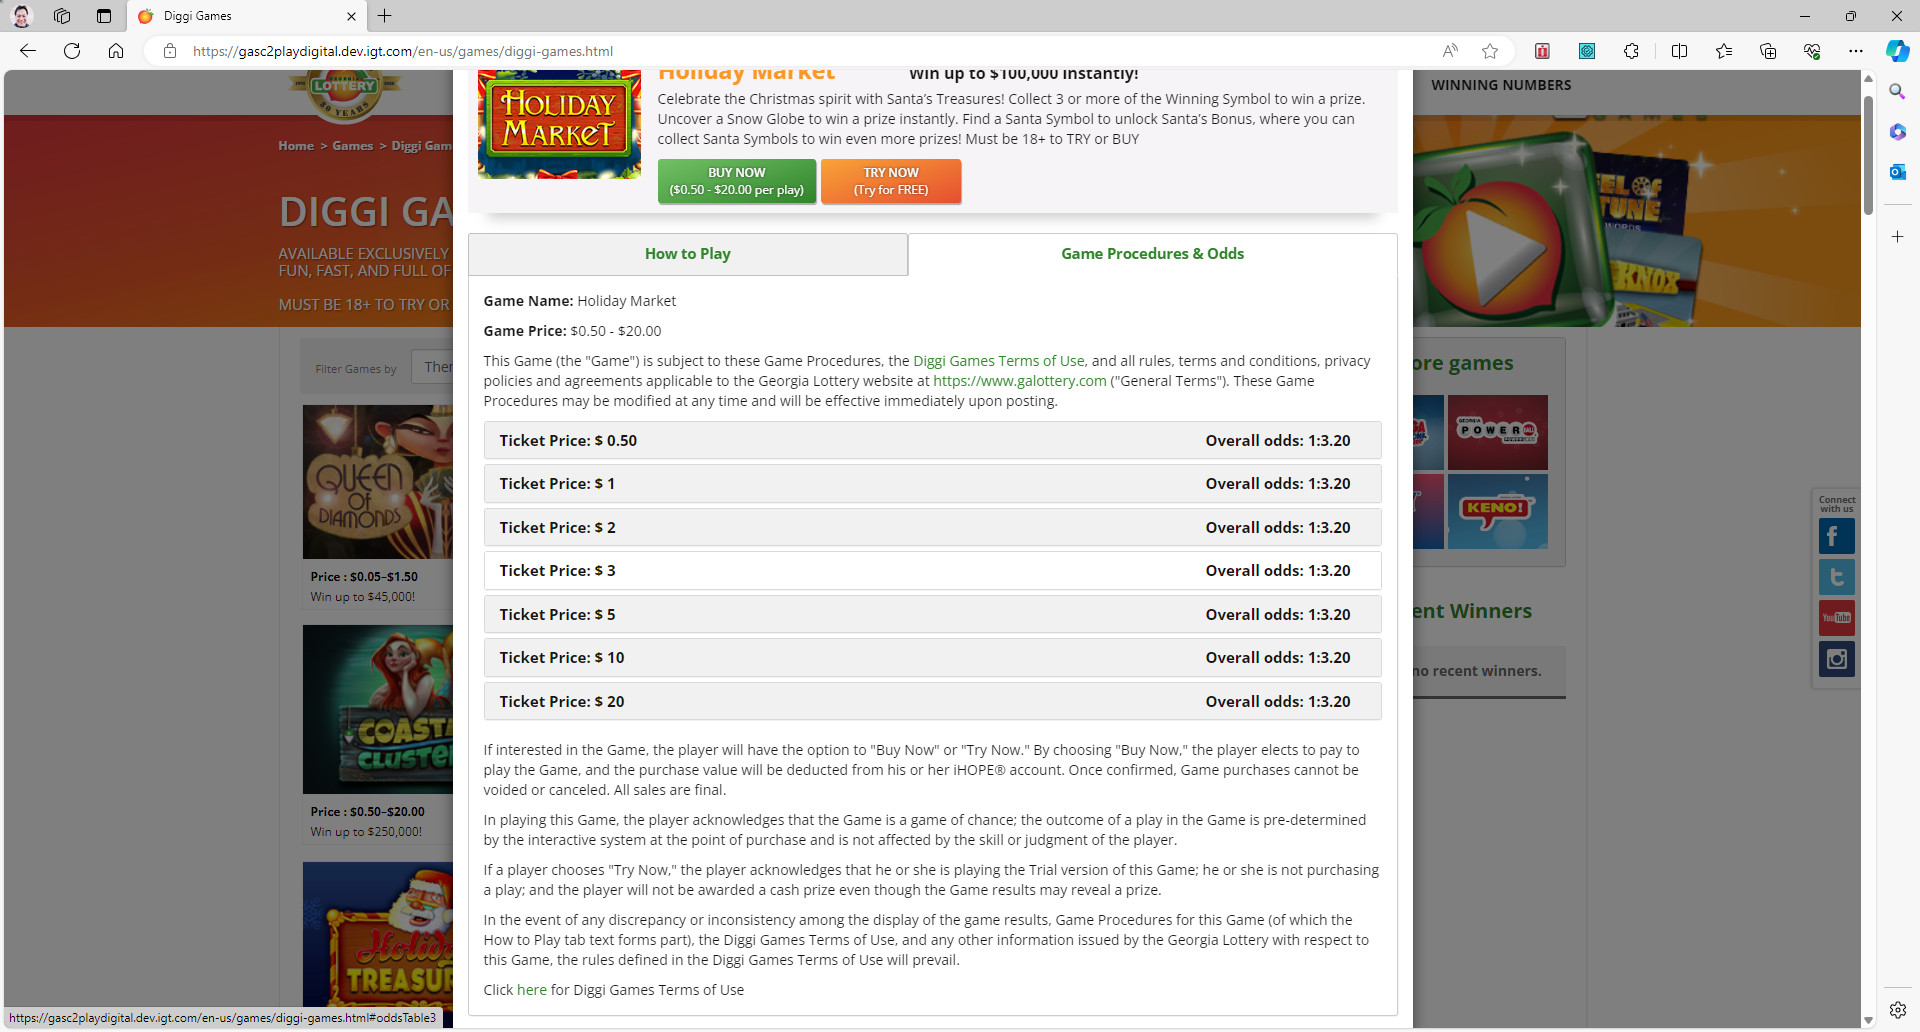 Diggi Games
https://gasc2playdigital.dev.igt.com/en-us/games/diggi-games.html
LOTTERY
30 YEARS
WINNING NUMBERS
Home > Games > Diggi Gam
DIGGI GA
AVAILABLE EXCLUSIVELY
FUN, FAST, AND FULL OF
MUST BE 18+ TO TRY OR
Filter Games by
QUEEN
OF
DIAMONDS
Price : $0.05-$1.50
Win up to $45,000!
COAST
CLUSTE
Price : $0.50-$20.00
Win up to $250,000!
TREASUR
HOLIDAY
MARKET
Holiday Market
Win up to $100,000 Instantly!
Celebrate the Christmas spirit with Santa’s Treasures! Collect 3 or more of the Winning Symbol to win a prize.
Uncover a Snow Globe to win a prize instantly. Find a Santa Symbol to unlock Santa’s Bonus, where you can
collect Santa Symbols to win even more prizes! Must be 18+ to TRY or BUY
BUY NOW
($0.50 - $20.00 per play)
TRY NOW
(Try for FREE)
How to Play
Game Procedures & Odds
Game Name: Holiday Market
Game Price: $0.50 - $20.00
This Game (the "Game") is subject to these Game Procedures, the Diggi Games Terms of Use, and all rules, terms and conditions, privacy
policies and agreements applicable to the Georgia Lottery website at https://www.galottery.com ("General Terms"). These Game
Procedures may be modified at any time and will be effective immediately upon posting.
Ticket Price: $ 0.50 Overall odds: 1:3.20
Ticket Price: $ 1 Overall odds: 1:3.20
Ticket Price: $ 2 Overall odds: 1:3.20
Ticket Price: $ 3 Overall odds: 1:3.20
Ticket Price: $ 5 Overall odds: 1:3.20
Ticket Price: $ 10 Overall odds: 1:3.20
Ticket Price: $ 20 Overall odds: 1:3.20
If interested in the Game, the player will have the option to "Buy Now" or "Try Now." By choosing "Buy Now," the player elects to pay to
play the Game, and the purchase value will be deducted from his or her iHOPE® account. Once confirmed, Game purchases cannot be
voided or canceled. All sales are final.
In playing this Game, the player acknowledges that the Game is a game of chance; the outcome of a play in the Game is pre-determined
by the interactive system at the point of purchase and is not affected by the skill or judgment of the player.
If a player chooses "Try Now," the player acknowledges that he or she is playing the Trial version of this Game; he or she is not purchasing
a play; and the player will not be awarded a cash prize even though the Game results may reveal a prize.
In the event of any discrepancy or inconsistency among the display of the game results, Game Procedures for this Game (of which the
How to Play tab text forms part), the Diggi Games Terms of Use, and any other information issued by the Georgia Lottery with respect to
this Game, the rules defined in the Diggi Games Terms of Use will prevail.
Click here for Diggi Games Terms of Use
GAMES
EEL OF
TUNE
WORDS
KNOX
ore games
GEORGIA
POWERBALL
KENO!
ent Winners
no recent winners.
Connect
with us
YouTube
https://gasc2playdigital.dev.igt.com/en-us/games/diggi-games.html#oddsTable3